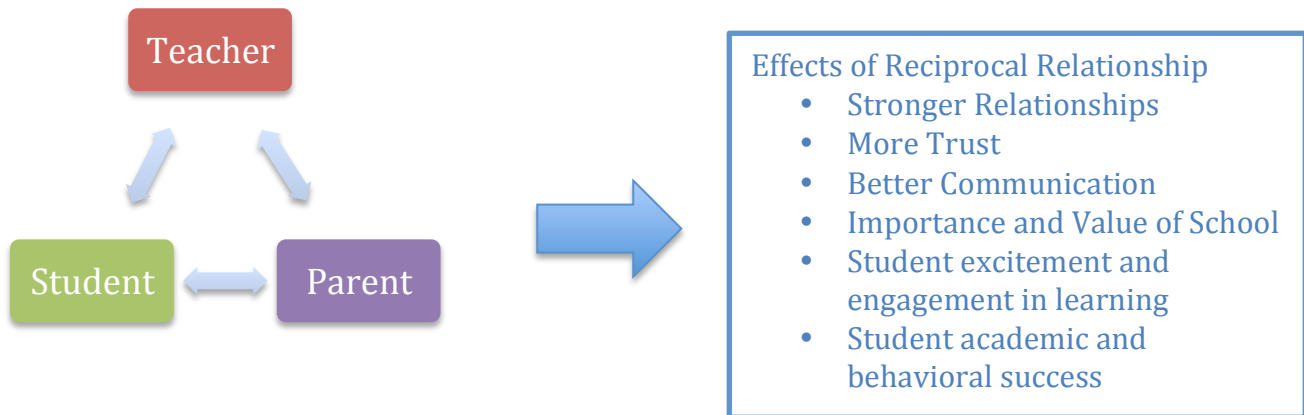 Teacher
Student
Parent
Effects of Reciprocal Relationship
• Stronger Relationships
• More Trust
• Better Communication
• Importance and Value of School
• Student excitement and
engagement in learning
• Student academic and
behavioral success